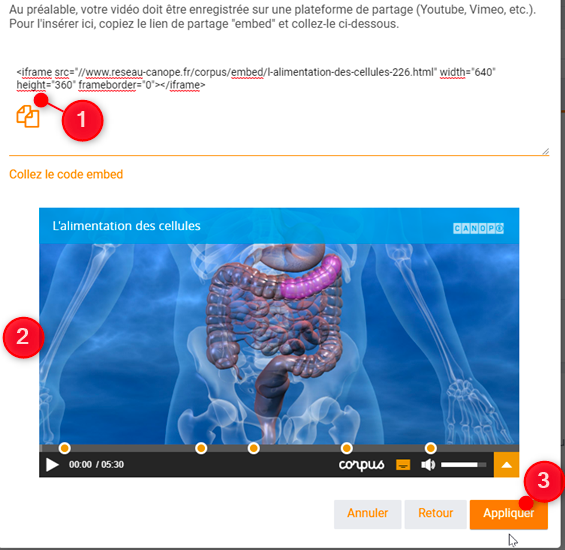 Au préalable, votre vidéo doit être enregistrée sur une plateforme de partage (Youtube, Vimeo, etc.).
Pour l'insérer ici, copiez le lien de partage "embed" et collez-le ci-dessous.
<iframe src="//www.reseau-canope.fr/corpus/embed/l-alimentation-des-cellules-226.html" width="640"
height="360" frameborder="0"></iframe>
1
Collez le code embed
L'alimentation des cellules
CANOPÉ
2
00:00 / 05:30
corpus
3
Annuler
Retour
Appliquer